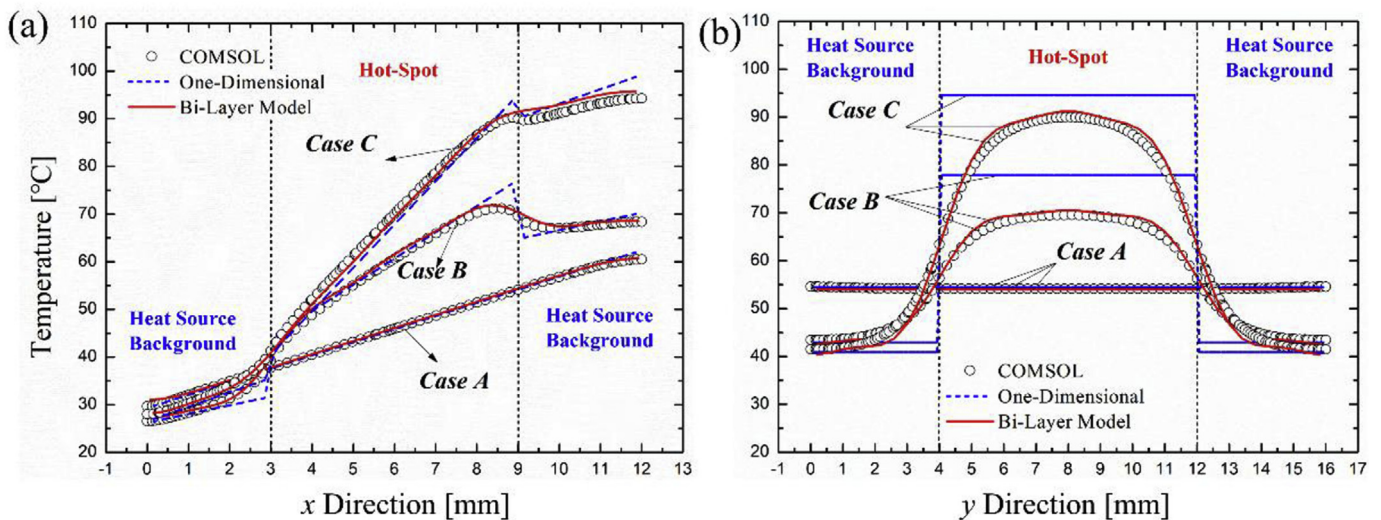 (a)
110
100
90
80
70
60
50
40
30
20
Temperature [°C]
COMSOL
One-Dimensional
Bi-Layer Model
Hot-Spot
Case C
Case B
Case A
Heat Source
Background
Heat Source
Background
-1 0 1 2 3 4 5 6 7 8 9 10 11 12 13
x Direction [mm]
(b)
110
100
90
80
70
60
50
40
30
20
Heat Source
Background
Hot-Spot
Heat Source
Background
Case C
Case B
Case A
COMSOL
One-Dimensional
Bi-Layer Model
-1 0 1 2 3 4 5 6 7 8 9 10 11 12 13 14 15 16 17
y Direction [mm]